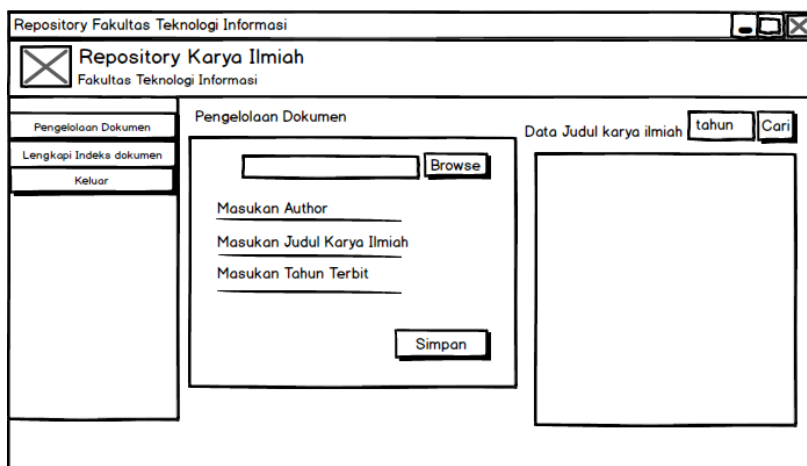 Repository Fakultas Teknologi Informasi
Repository Karya Ilmiah
Fakultas Teknologi Informasi
Pengelolaan Dokumen
Lengkapi Indeks dokumen
Keluar
Pengelolaan Dokumen
Browse
Masukan Author
Masukan Judul Karya Ilmiah
Masukan Tahun Terbit
Simpan
Data Judul karya ilmiah
tahun
Cari